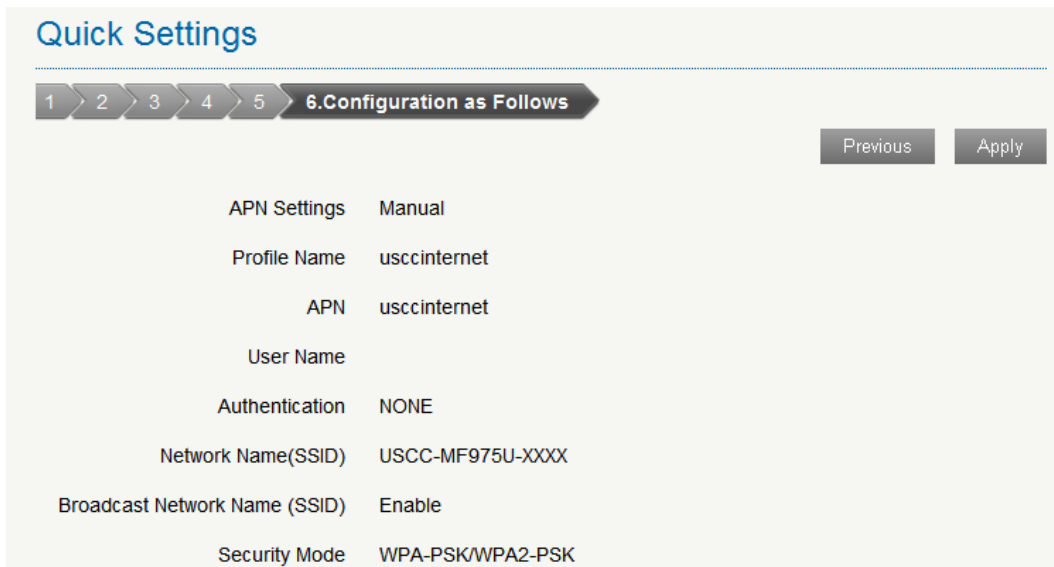 Quick Settings
1 2 3 4 5 6.Configuration as Follows
Previous Apply
APN Settings Manual
Profile Name usccinternet
APN usccinternet
User Name
Authentication NONE
Network Name(SSID) USCC-MF975U-XXXX
Broadcast Network Name (SSID) Enable
Security Mode WPA-PSK/WPA2-PSK